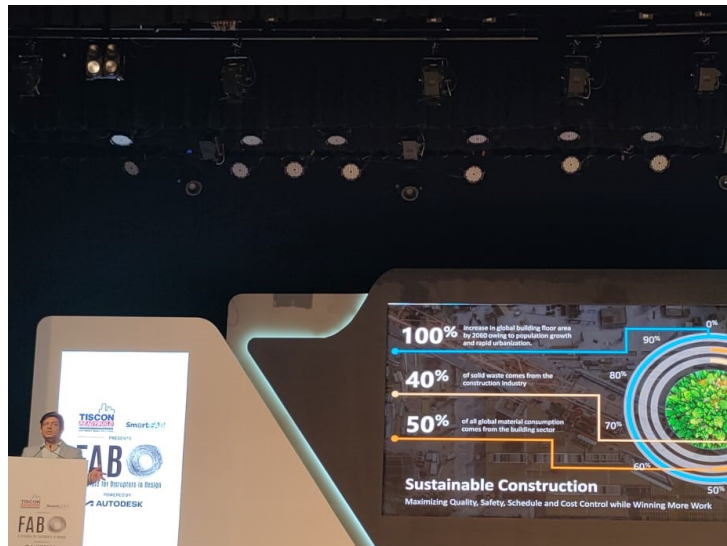 TISCON
READYBUILD
SmartFAB
PRESENTS
FAB
for Disruptors in Design
POWERED BY
AUTODESK
TISCON
FAB
100% increase in global building floor area
by 2060 owing to population growth
and rapid urbanization.
40% of solid waste comes from the
construction industry
50% of all global material consumption
comes from the building sector
0%
90%
80%
70%
60%
50%
Sustainable Construction
Maximizing Quality, Safety, Schedule and Cost Control while Winning More Work